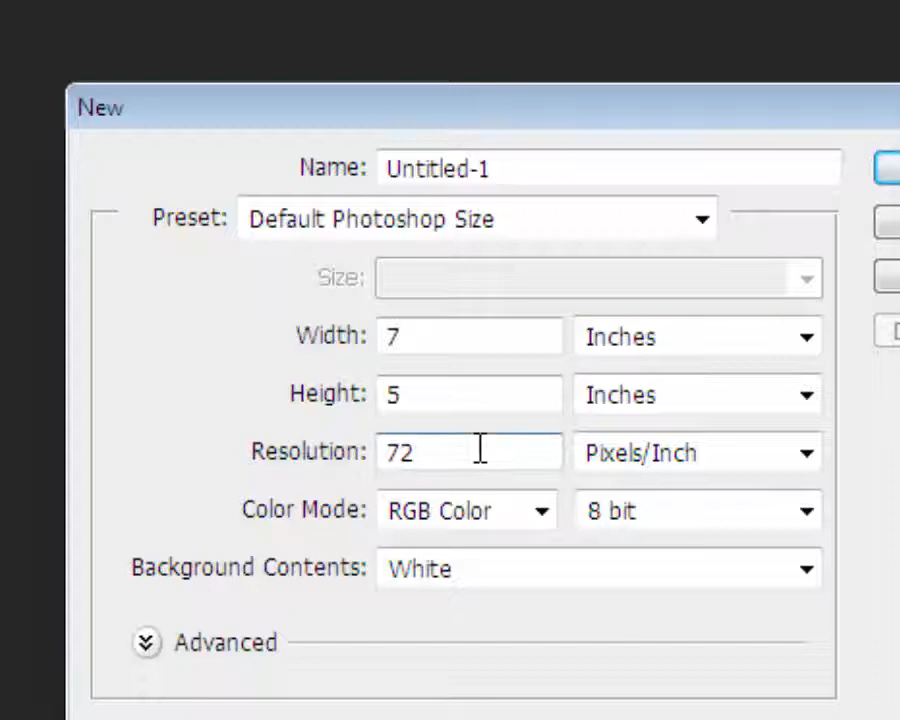 New
Name: Untitled-1
Preset: Default Photoshop Size
Size:
Width: 7 Inches
Height: 5 Inches
Resolution: 72 Pixels/Inch
Color Mode: RGB Color 8 bit
Background Contents: White
Advanced